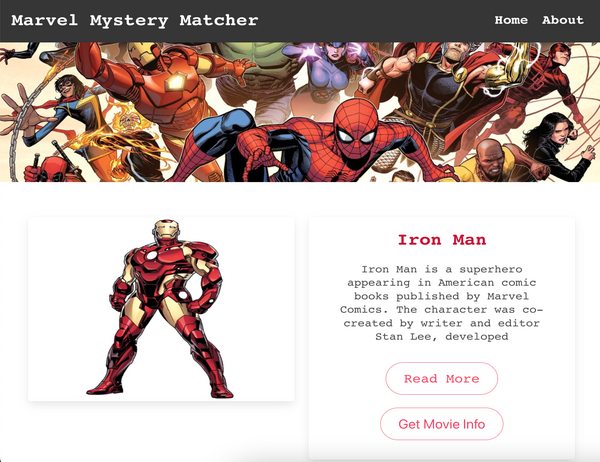 Marvel Mystery Matcher
Home About
Iron Man
Iron Man is a superhero
appearing in American comic
books published by Marvel
Comics. The character was co-
created by writer and editor
Stan Lee, developed
Read More
Get Movie Info